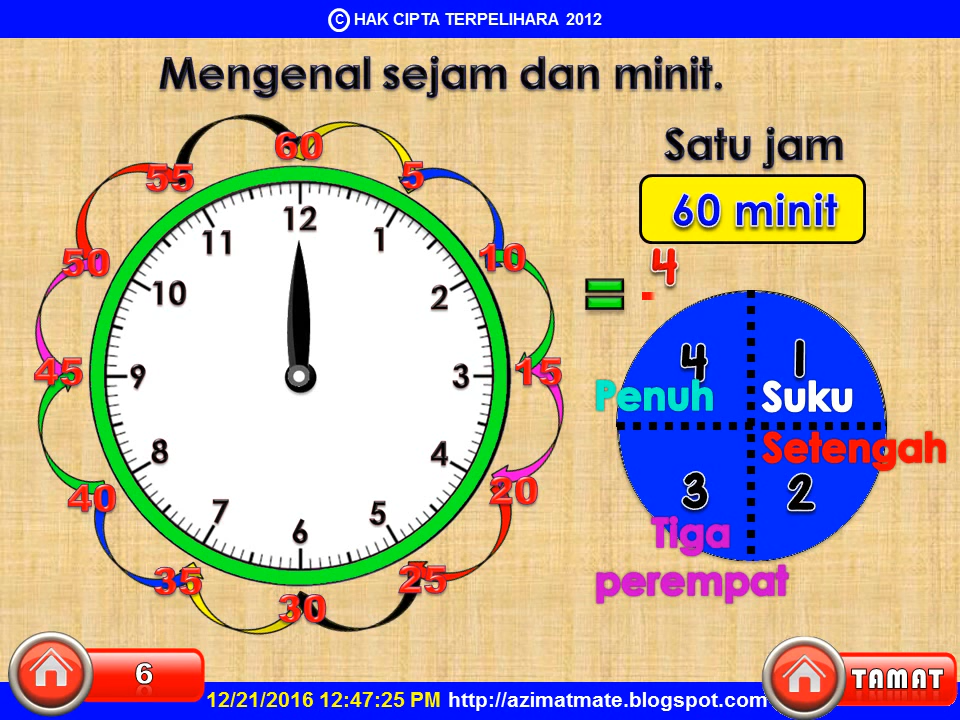 C HAK CIPTA TERPELIHARA 2012
Mengenal sejam dan minit.
Satu jam
60 minit
60
5
10
15
20
25
30
35
40
45
50
55
12
1
2
3
4
5
6
7
8
9
10
11
=
4
4
1
Penuh
Suku
Setengah
3
2
Tiga
perempat
6
TAMAT
12/21/2016 12:47:25 PM http://azimatmate.blogspot.com